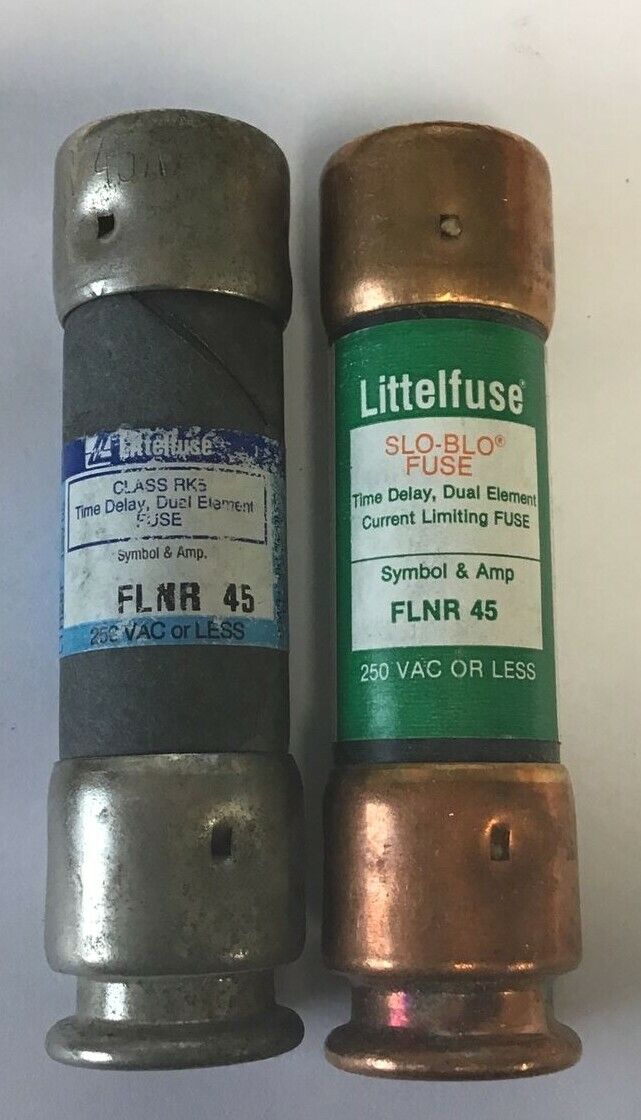 Littelfuse
CLASS RK5
Time Delay, Dual Element
FUSE
Symbol & Amp.
FLNR 45
250 VAC or LESS
Littelfuse®
SLO-BLO®
FUSE
Time Delay, Dual Element
Current Limiting FUSE
Symbol & Amp
FLNR 45
250 VAC OR LESS